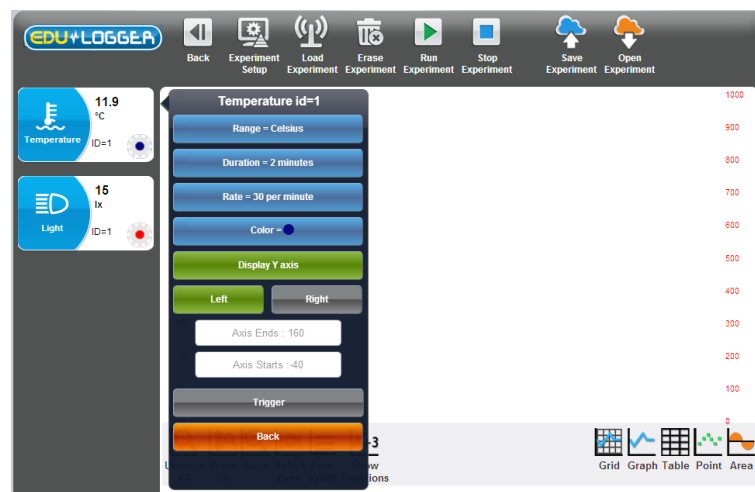 EDU LOGGER
Back
Experiment Setup
Load Experiment
Erase Experiment
Run Experiment
Stop Experiment
Save Experiment
Open Experiment
11.9
°C
Temperature
ID=1
15
lx
Light
ID=1
Temperature id=1
Range = Celsius
Duration = 2 minutes
Rate = 30 per minute
Color =
Display Y axis
Left
Right
Axis Ends : 160
Axis Starts :-40
Trigger
Back
1000
900
800
700
600
500
400
300
200
100
0
Grid
Graph
Table
Point
Area